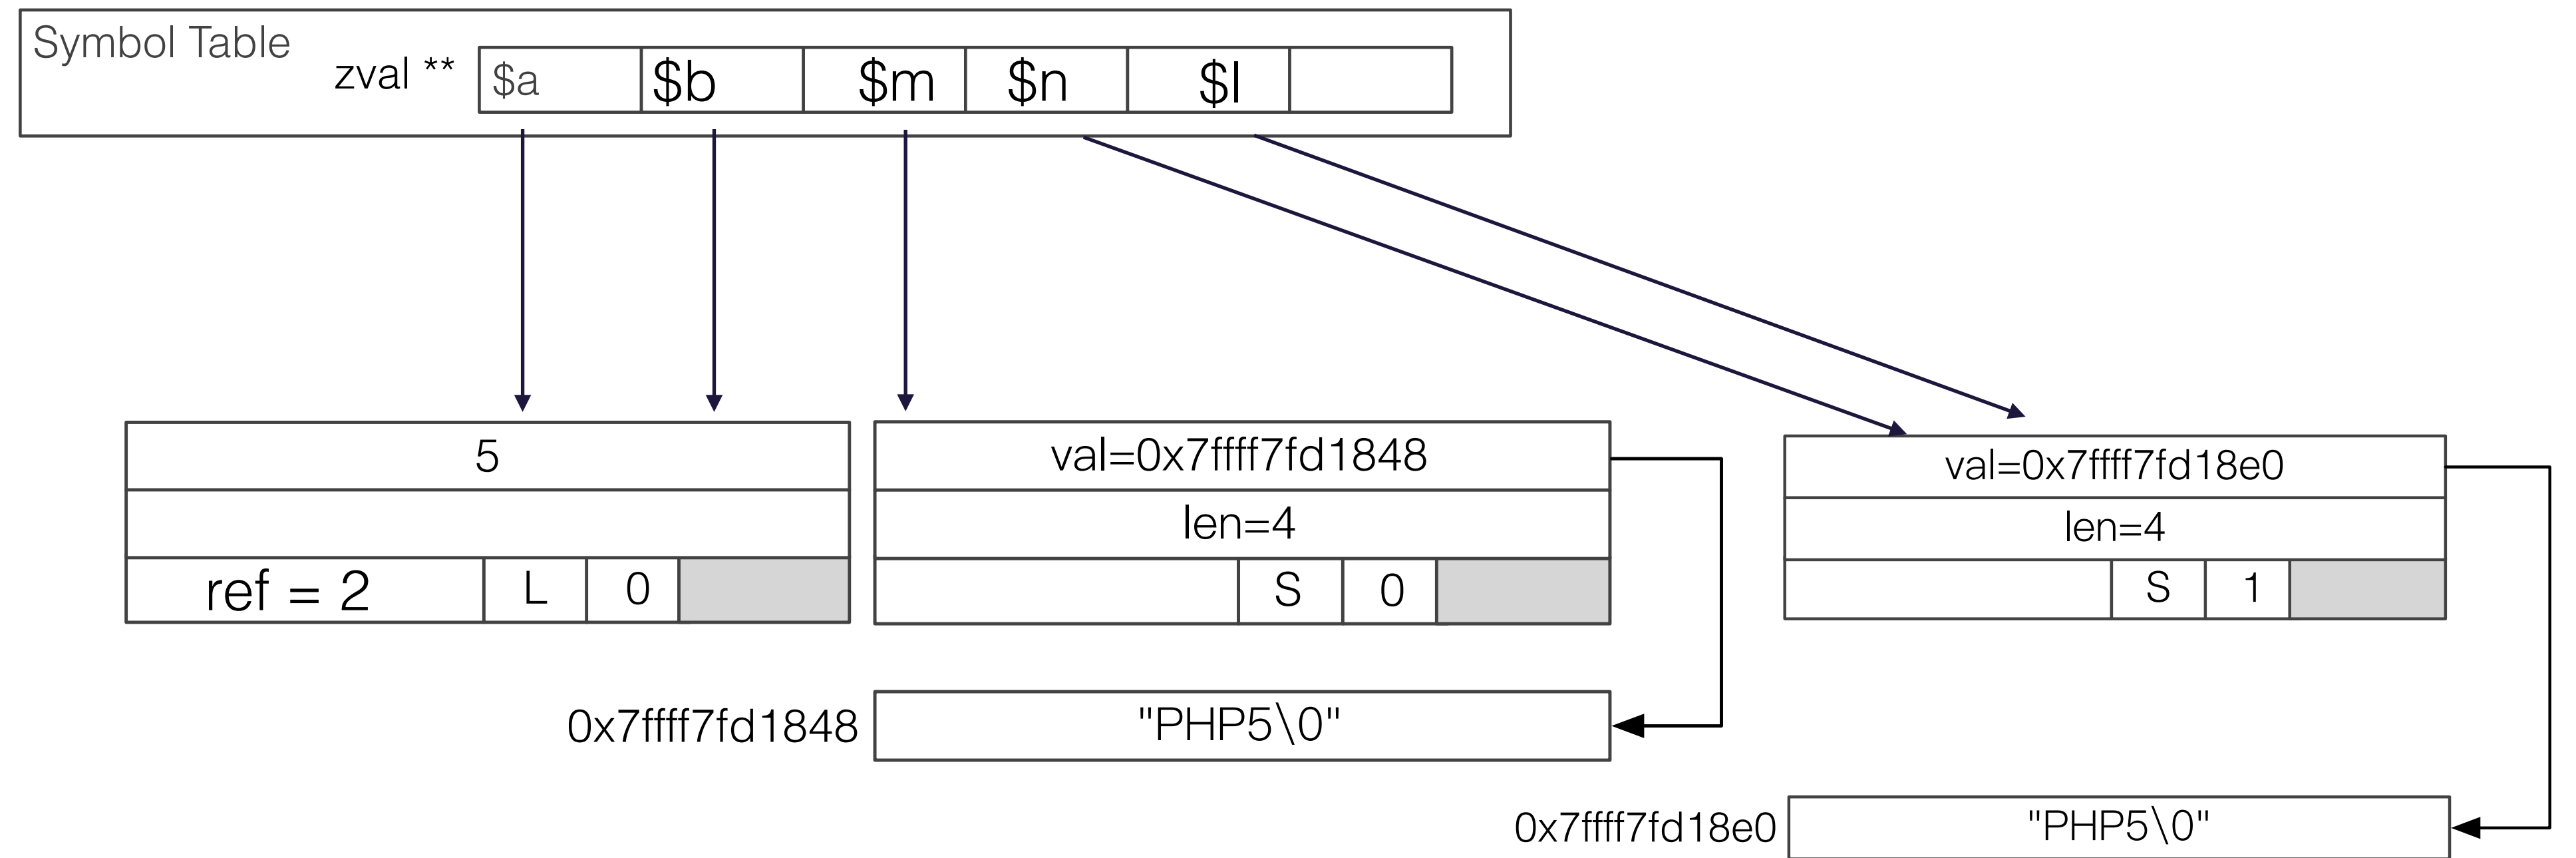 Symbol Table
zval ** $a $b $m $n $l
5
ref = 2 L 0
val=0x7ffff7fd1848
len=4
S 0
val=0x7ffff7fd18e0
len=4
S 1
0x7ffff7fd1848 "PHP5\0"
0x7ffff7fd18e0 "PHP5\0"